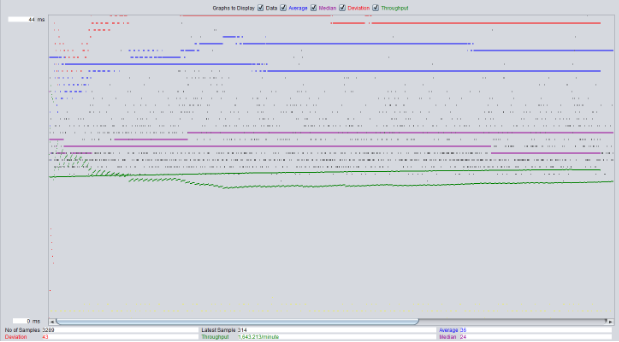 Graphs to Display Data Average Median Deviation Throughput
44 ms
0 ms
No of Samples 3289 Latest Sample 314 Average 36
Deviation 43 Throughput 1,643.213/minute Median 24